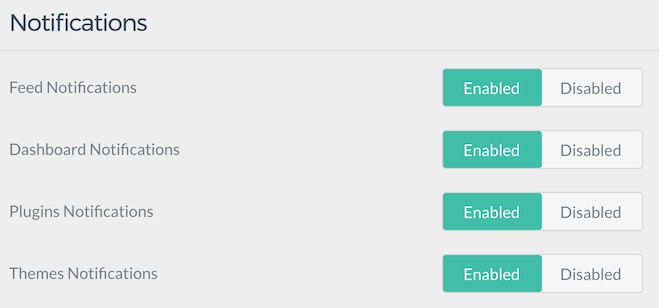 Notifications
Feed Notifications Enabled Disabled
Dashboard Notifications Enabled Disabled
Plugins Notifications Enabled Disabled
Themes Notifications Enabled Disabled